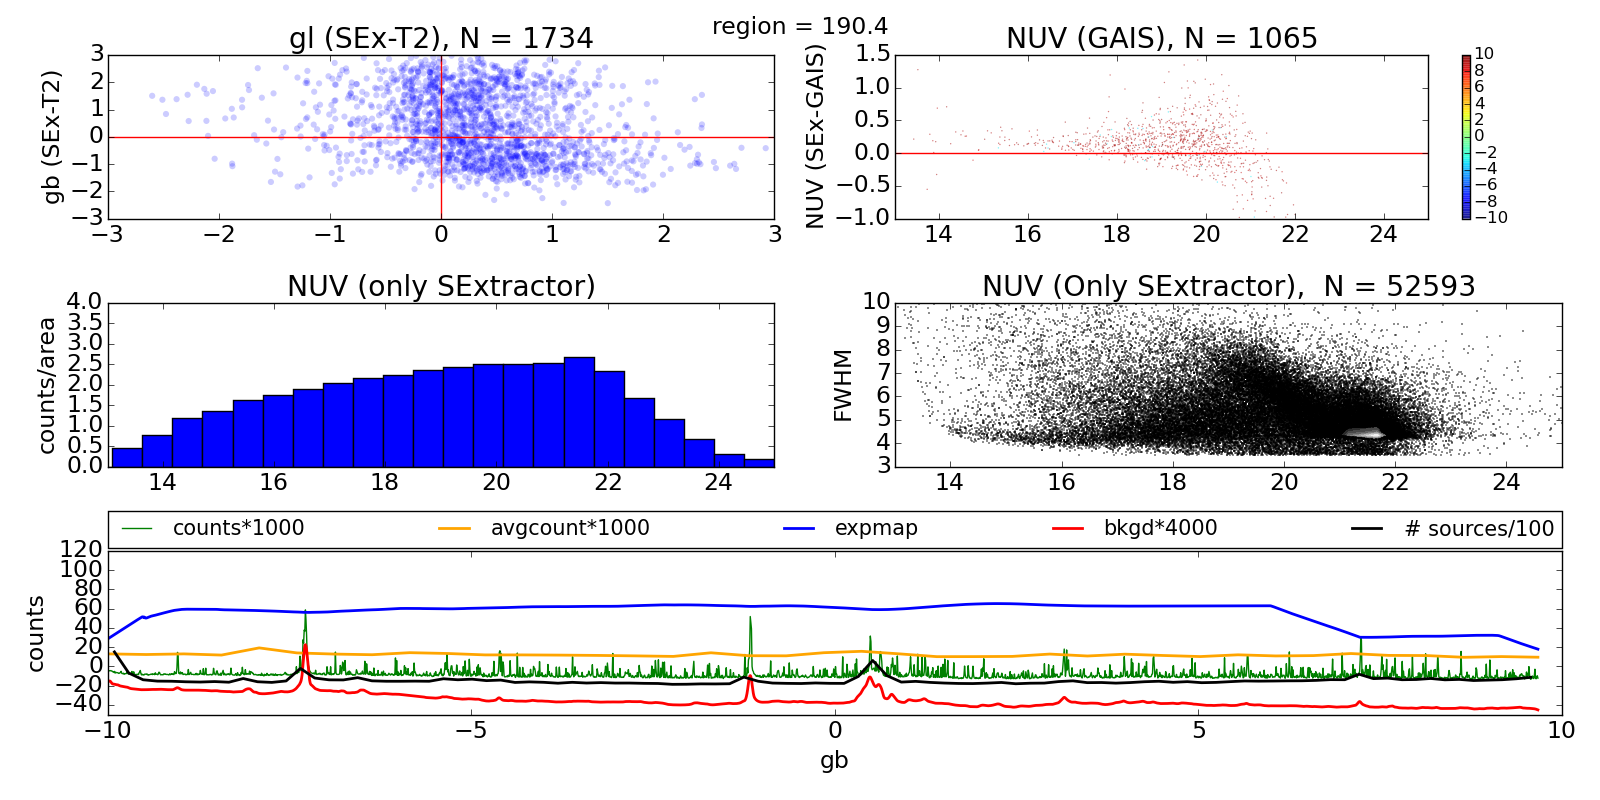 region = 190.4
gl (SEx-T2), N = 1734
gb (SEx-T2)
3
2
1
0
−1
−2
−3
−3 −2 −1 0 1 2 3
NUV (GAIS), N = 1065
NUV (SEx-GAIS)
1.5
1.0
0.5
0.0
−0.5
−1.0
14 16 18 20 22 24
10
8
6
4
2
0
−2
−4
−6
−8
−10
NUV (only SExtractor)
counts/area
4.0
3.5
3.0
2.5
2.0
1.5
1.0
0.5
0.0
14 16 18 20 22 24
NUV (Only SExtractor), N = 52593
FWHM
10
9
8
7
6
5
4
3
14 16 18 20 22 24
counts*1000 avgcount*1000 expmap bkgd*4000 # sources/100
counts
120
100
80
60
40
20
0
−20
−40
−10 −5 0 5 10
gb